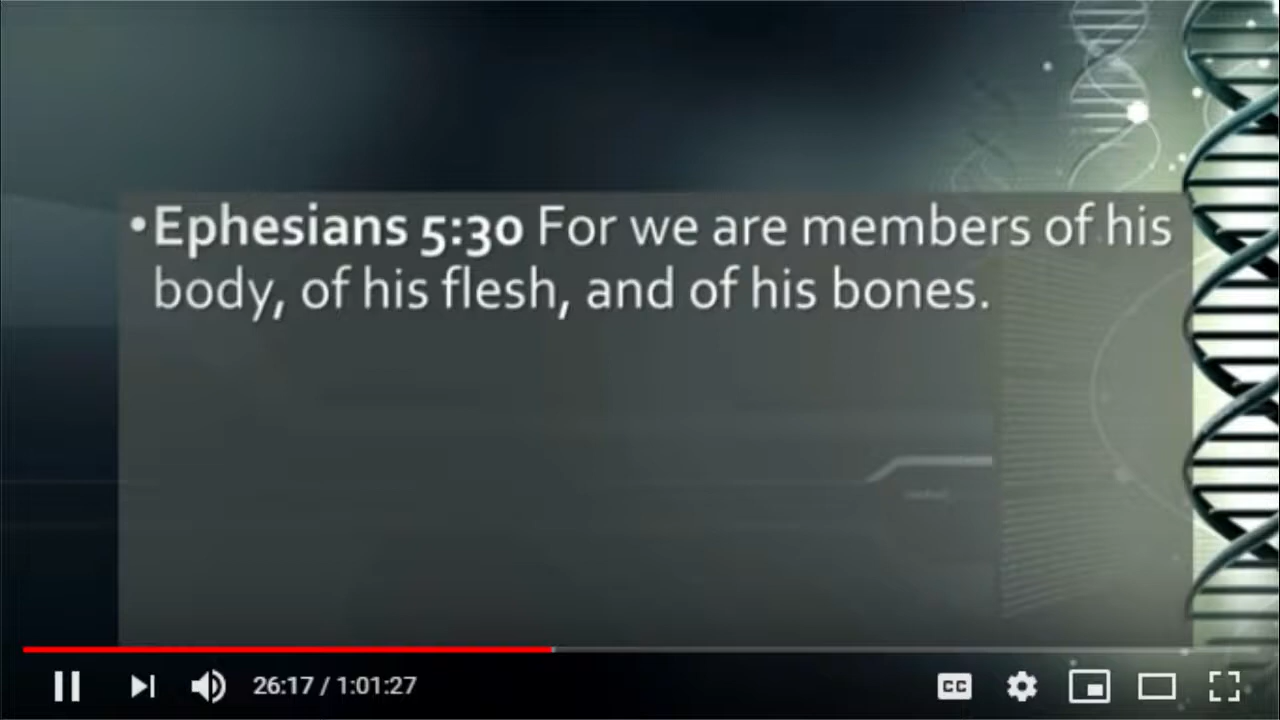 •Ephesians 5:30 For we are members of his
body, of his flesh, and of his bones.
26:17 / 1:01:27
CC